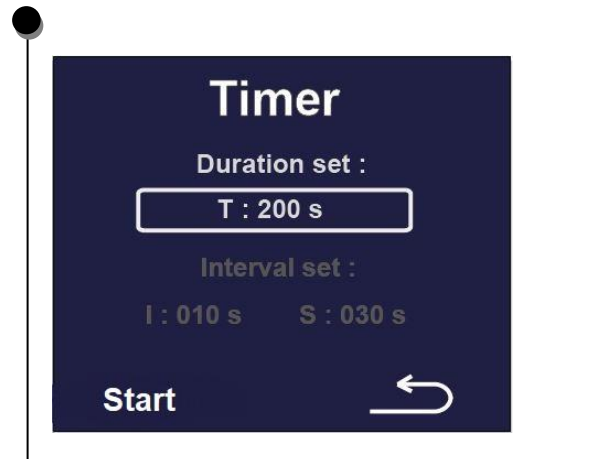 Timer
Duration set :
T : 200 s
Interval set :
I : 010 s S : 030 s
Start